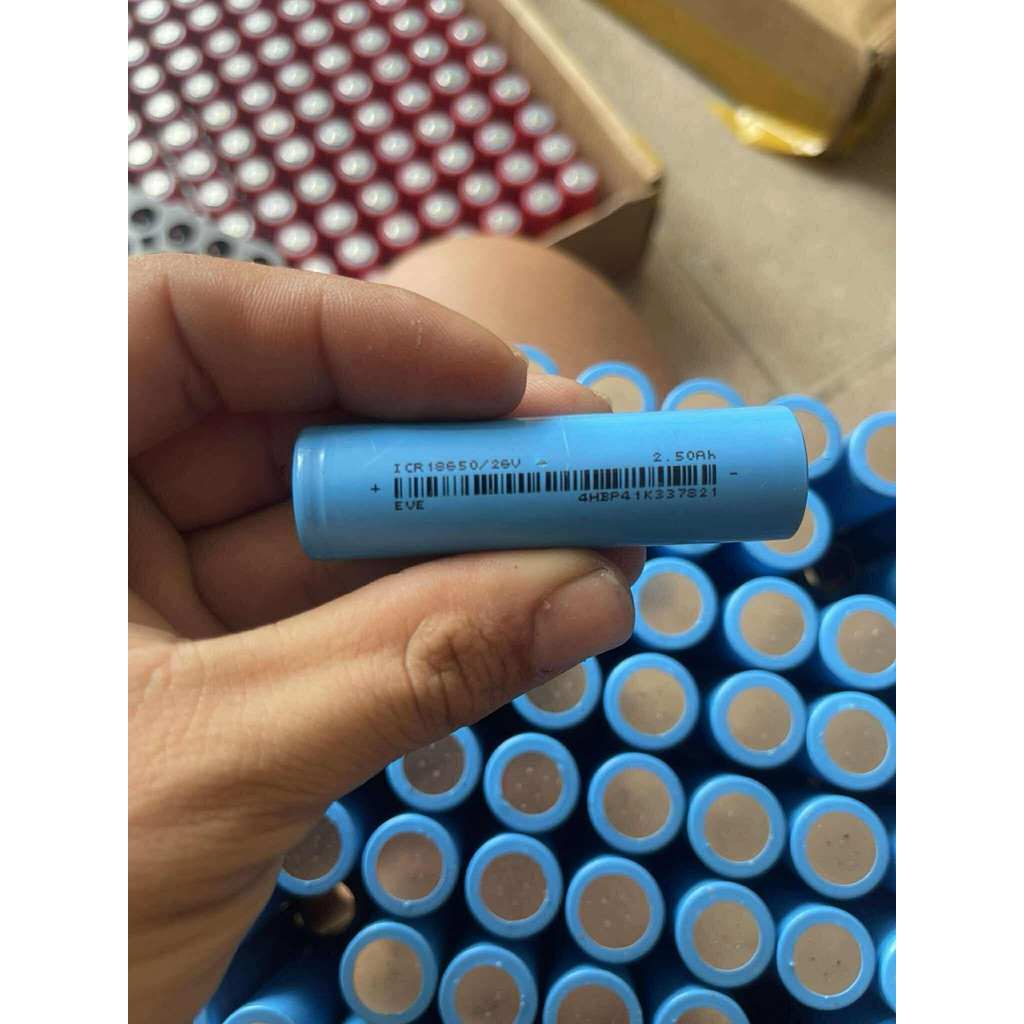 ICR18650/26V 2.50Ah
+ -
EVE 4HBP41K337821